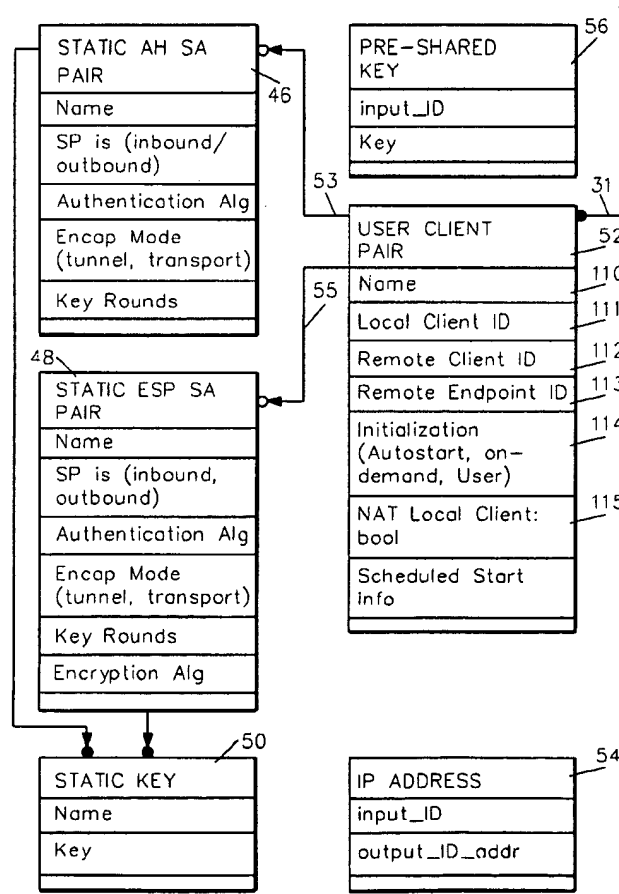 STATIC AH SA
PAIR
46
Name
SP is (inbound/
outbound)
Authentication Alg
Encap Mode
(tunnel, transport)
Key Rounds
48
STATIC ESP SA
PAIR
Name
SP is (inbound,
outbound)
Authentication Alg
Encap Mode
(tunnel, transport)
Key Rounds
Encryption Alg
50
STATIC KEY
Name
Key
56
PRE-SHARED
KEY
input_ID
Key
53
31
55
USER CLIENT
PAIR
52
Name
110
Local Client ID
111
Remote Client ID
112
Remote Endpoint ID
113
Initialization
(Autostart, on-
demand, User)
114
NAT Local Client:
bool
115
Scheduled Start
info
54
IP ADDRESS
input_ID
output_ID_addr